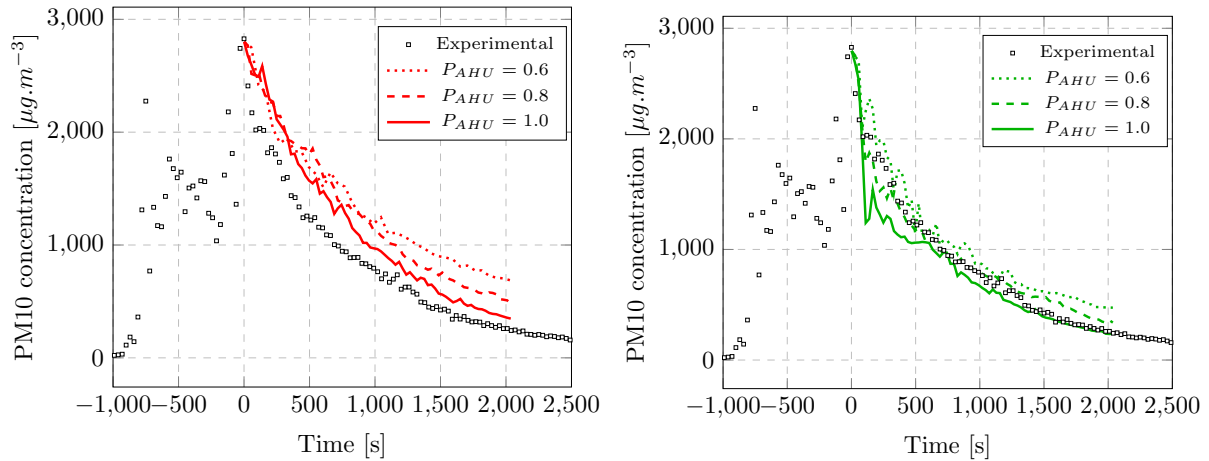 PM10 concentration [μg.m⁻³]
3,000
2,000
1,000
0
−1,000 −500 0 500 1,000 1,500 2,000 2,500
Time [s]
Experimental
P_AHU = 0.6
P_AHU = 0.8
P_AHU = 1.0
PM10 concentration [μg.m⁻³]
3,000
2,000
1,000
0
−1,000 −500 0 500 1,000 1,500 2,000 2,500
Time [s]
Experimental
P_AHU = 0.6
P_AHU = 0.8
P_AHU = 1.0